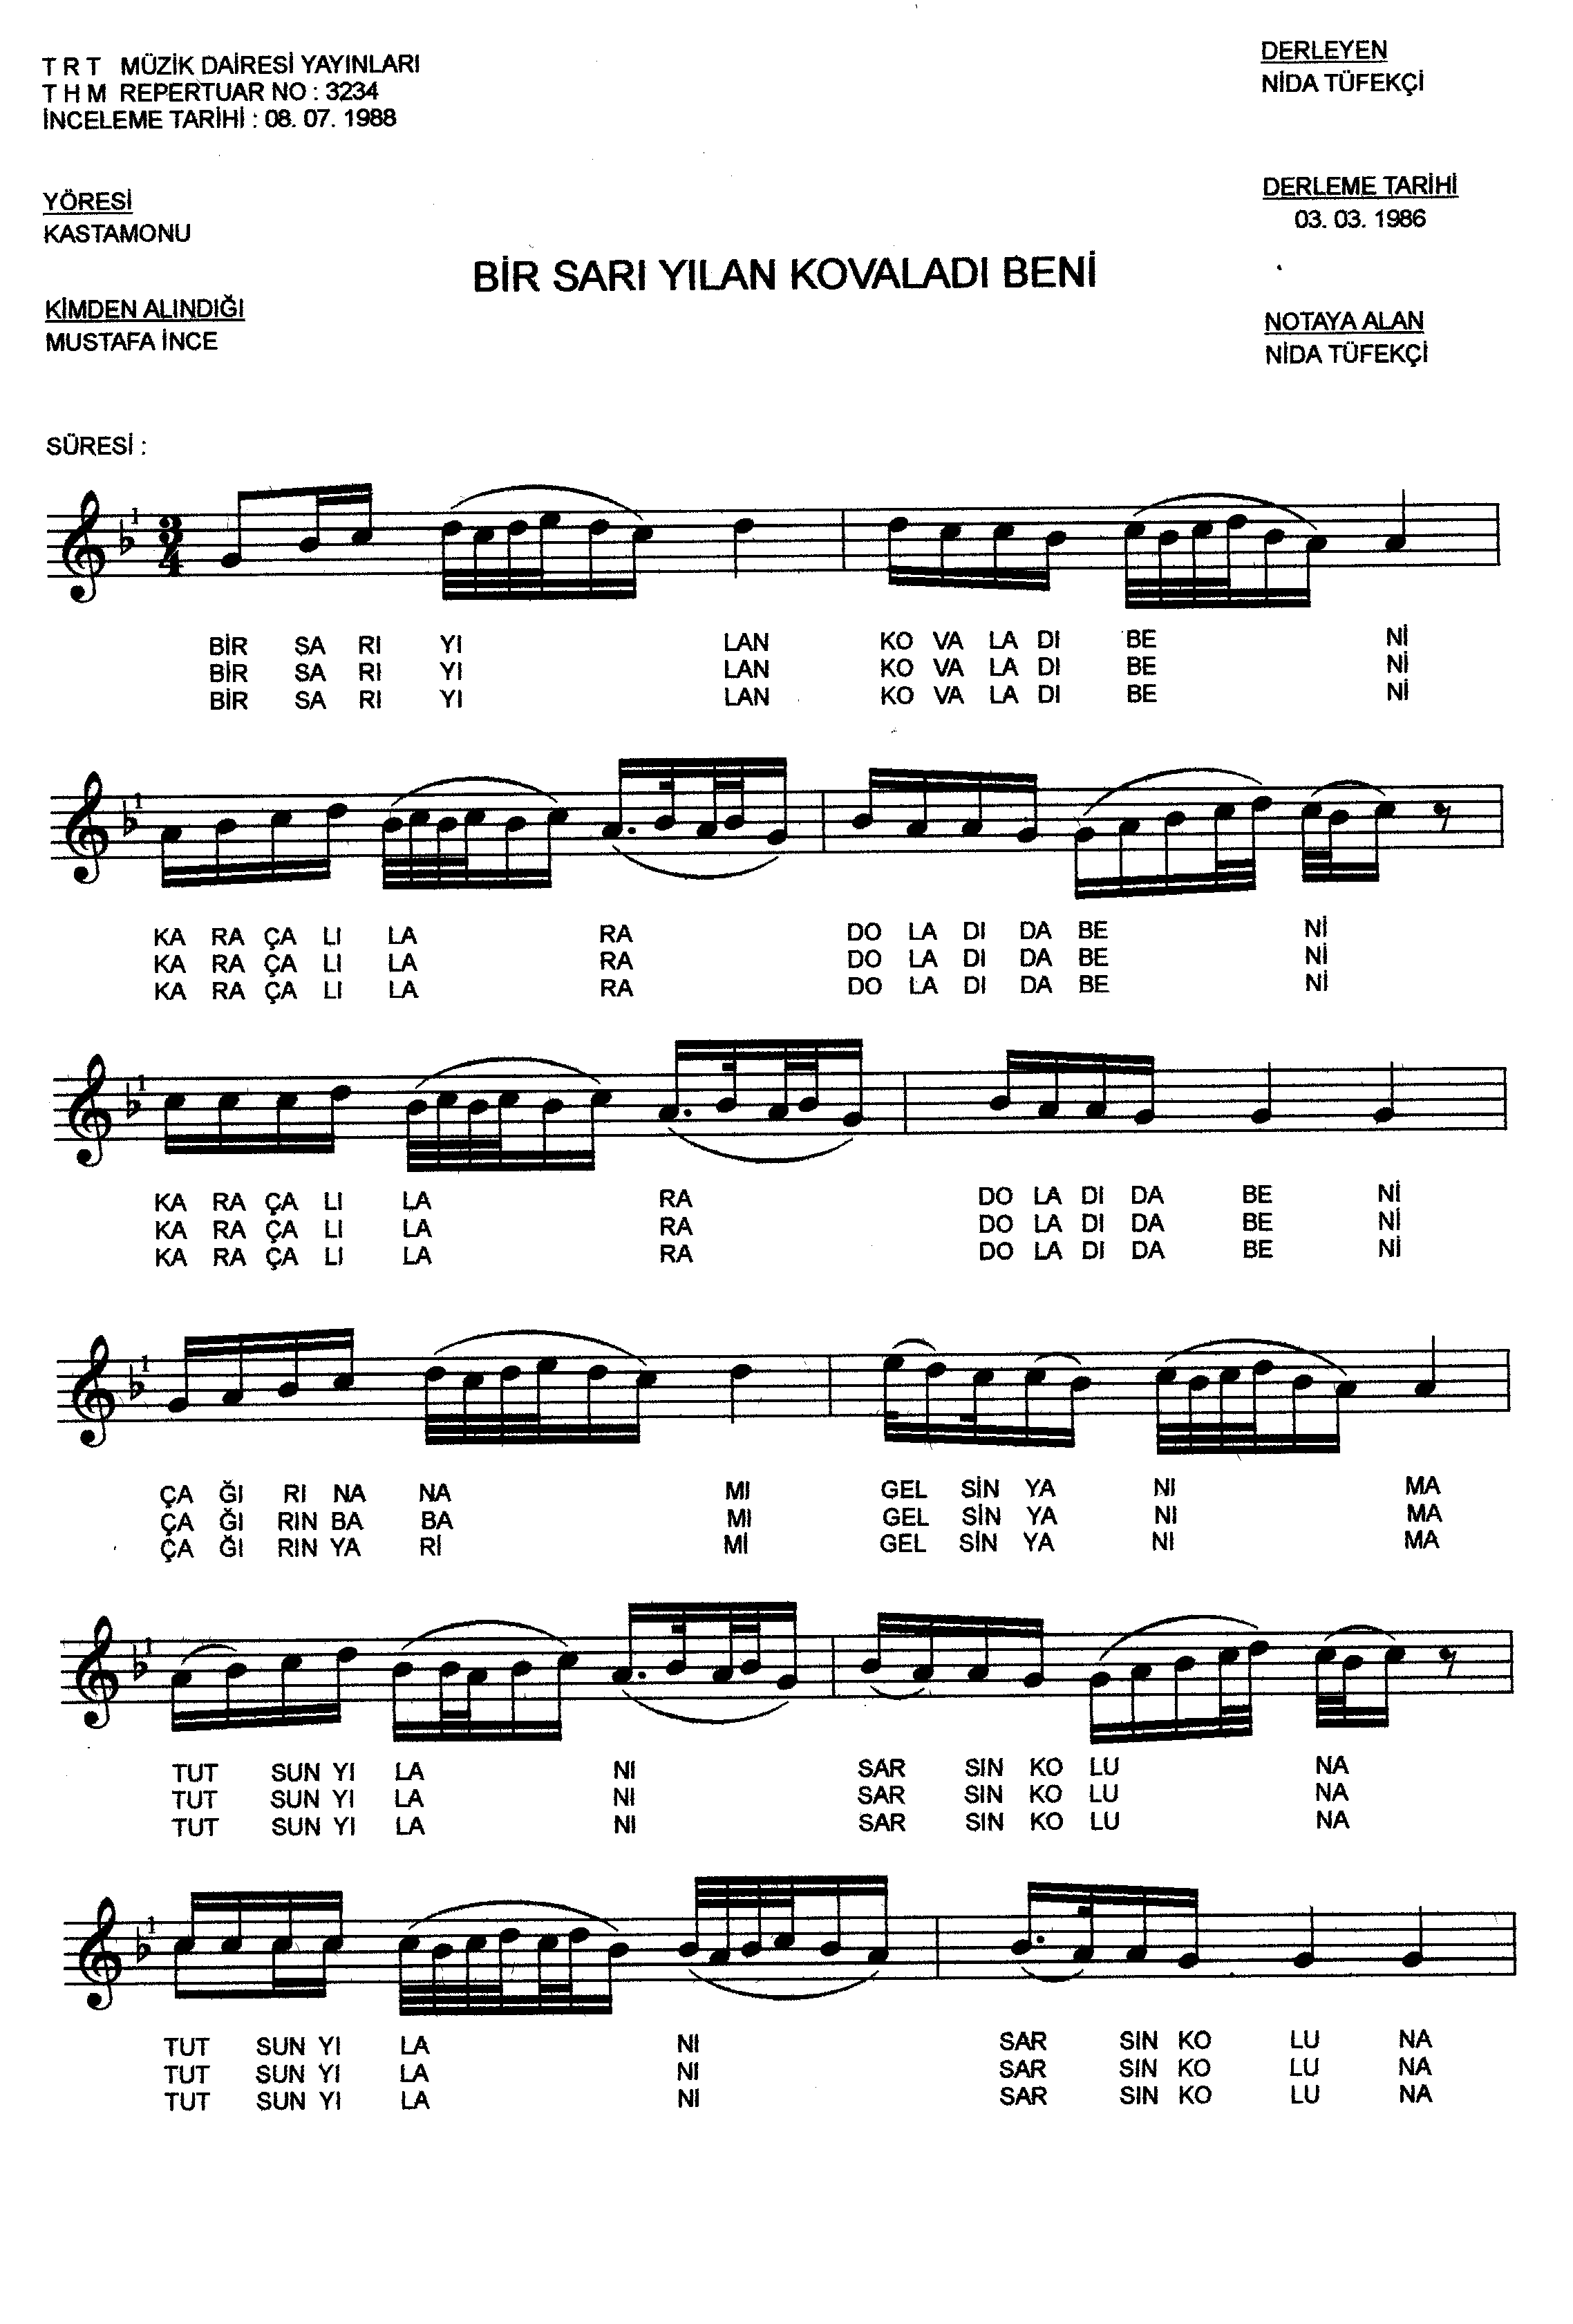 T R T MÜZİK DAİRESİ YAYINLARI
T H M REPERTUAR NO : 3234
İNCELEME TARİHİ : 08. 07. 1988
DERLEYEN
NİDA TÜFEKÇİ
YÖRESİ
KASTAMONU
DERLEME TARİHİ
03. 03. 1986
BİR SARI YILAN KOVALADI BENİ
KİMDEN ALINDIĞI
MUSTAFA İNCE
NOTAYA ALAN
NİDA TÜFEKÇİ
SÜRESİ :
1 3 4
BİR SA RI YI LAN KO VA LA DI BE Nİ
BİR SA RI YI LAN KO VA LA DI BE Nİ
BİR SA RI YI LAN KO VA LA DI BE Nİ
1
KA RA ÇA LI LA RA DO LA DI DA BE Nİ
KA RA ÇA LI LA RA DO LA DI DA BE Nİ
KA RA ÇA LI LA RA DO LA DI DA BE Nİ
1
KA RA ÇA LI LA RA DO LA DI DA BE Nİ
KA RA ÇA LI LA RA DO LA DI DA BE Nİ
KA RA ÇA LI LA RA DO LA DI DA BE Nİ
1
ÇA ĞI RI NA NA MI GEL SİN YA NI MA
ÇA ĞI RIN BA BA MI GEL SİN YA NI MA
ÇA ĞI RIN YA Rİ Mİ GEL SİN YA NI MA
1
TUT SUN YI LA NI SAR SIN KO LU NA
TUT SUN YI LA NI SAR SIN KO LU NA
TUT SUN YI LA NI SAR SIN KO LU NA
1
TUT SUN YI LA NI SAR SIN KO LU NA
TUT SUN YI LA NI SAR SIN KO LU NA
TUT SUN YI LA NI SAR SIN KO LU NA